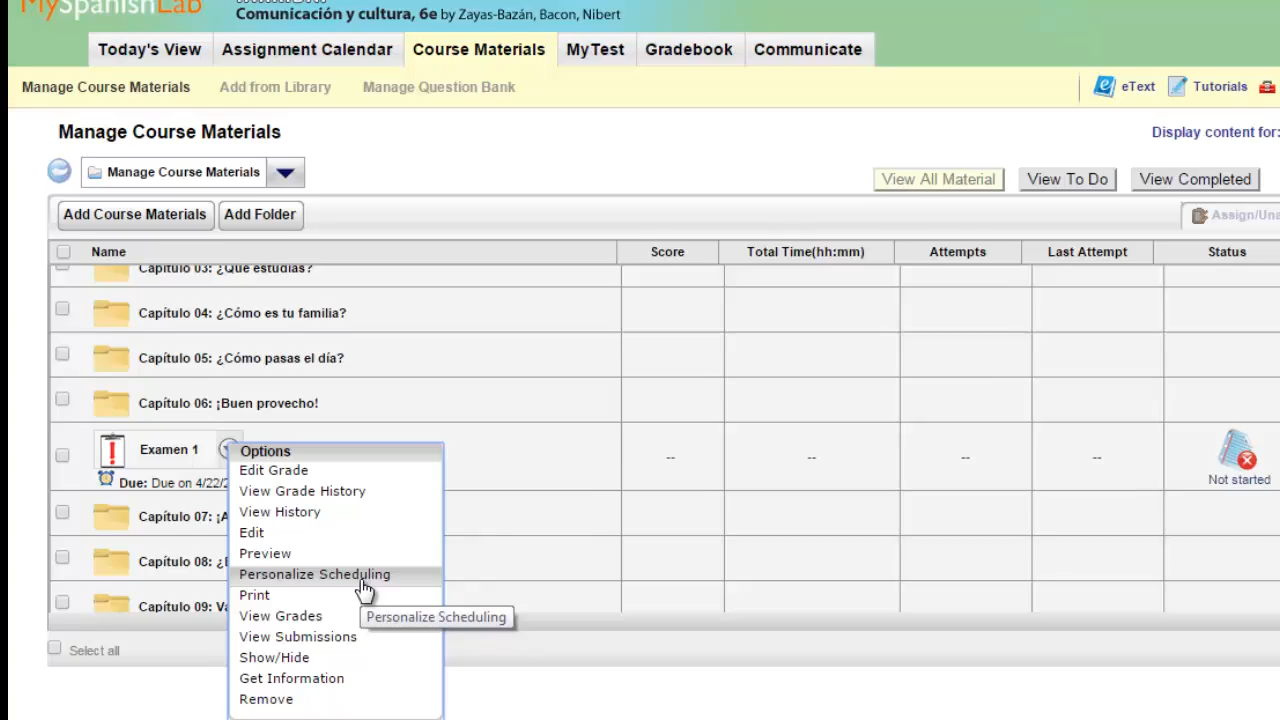 MySpanishLab
Comunicación y cultura, 6e by Zayas-Bazán, Bacon, Nibert
Today's View Assignment Calendar Course Materials MyTest Gradebook Communicate
Manage Course Materials Add from Library Manage Question Bank eText Tutorials
Manage Course Materials Display content for:
Manage Course Materials View All Material View To Do View Completed
Add Course Materials Add Folder Assign/Una
Name Score Total Time(hh:mm) Attempts Last Attempt Status
Capítulo 03: ¿Qué estudias?
Capítulo 04: ¿Cómo es tu familia?
Capítulo 05: ¿Cómo pasas el día?
Capítulo 06: ¡Buen provecho!
Examen 1 -- -- -- --
Due: Due on 4/22/2 Not started
Capítulo 07: ¡A
Capítulo 08: ¿
Capítulo 09: Va
Select all
Options
Edit Grade
View Grade History
View History
Edit
Preview
Personalize Scheduling
Print
View Grades
View Submissions
Show/Hide
Get Information
Remove
Personalize Scheduling